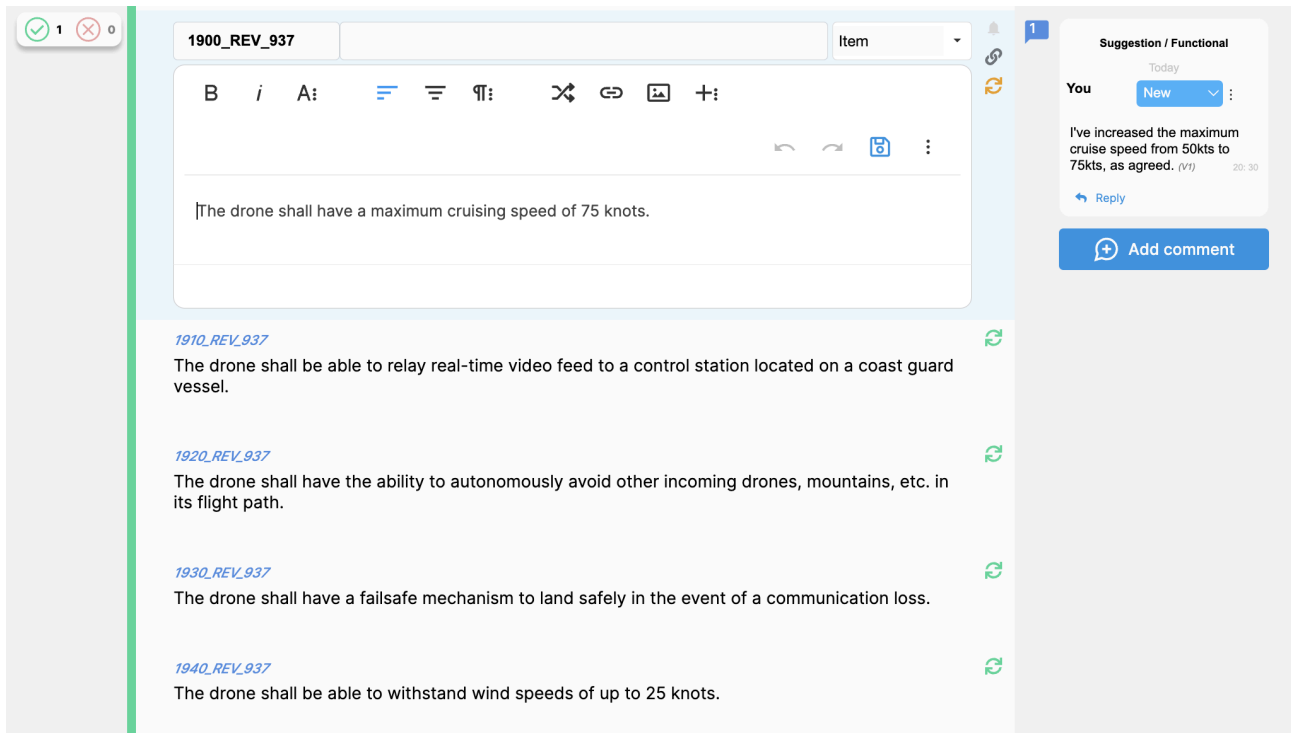 1 0
1900_REV_937
Item
B i A
The drone shall have a maximum cruising speed of 75 knots.
1910_REV_937
The drone shall be able to relay real-time video feed to a control station located on a coast guard
vessel.
1920_REV_937
The drone shall have the ability to autonomously avoid other incoming drones, mountains, etc. in
its flight path.
1930_REV_937
The drone shall have a failsafe mechanism to land safely in the event of a communication loss.
1940_REV_937
The drone shall be able to withstand wind speeds of up to 25 knots.
1
Suggestion / Functional
Today
You New
I've increased the maximum
cruise speed from 50kts to
75kts, as agreed. (V1) 20: 30
Reply
Add comment